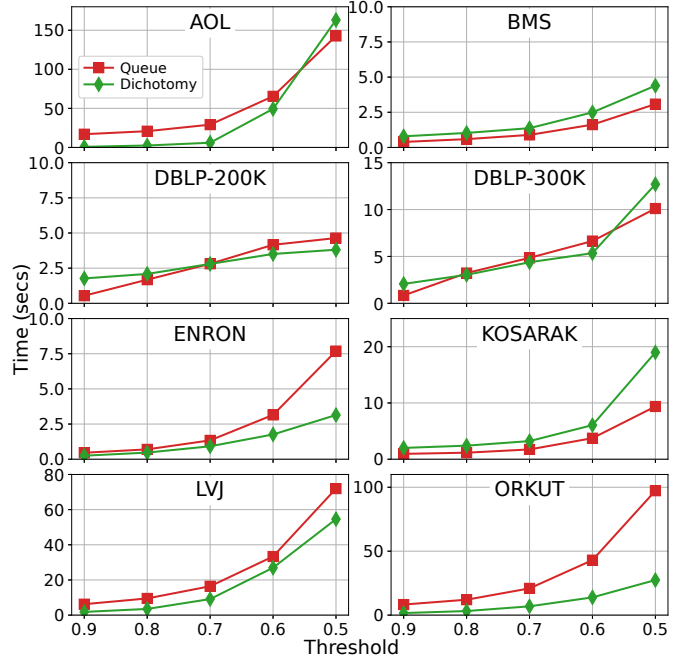 AOL
BMS
150
100
50
0
Queue
Dichotomy
10.0
7.5
5.0
2.5
0.0
DBLP-200K
DBLP-300K
10.0
7.5
5.0
2.5
0.0
15
10
5
0
ENRON
KOSARAK
10.0
7.5
5.0
2.5
0.0
20
10
0
LVJ
ORKUT
80
60
40
20
0
100
50
0
0.9 0.8 0.7 0.6 0.5
0.9 0.8 0.7 0.6 0.5
Time (secs)
Threshold